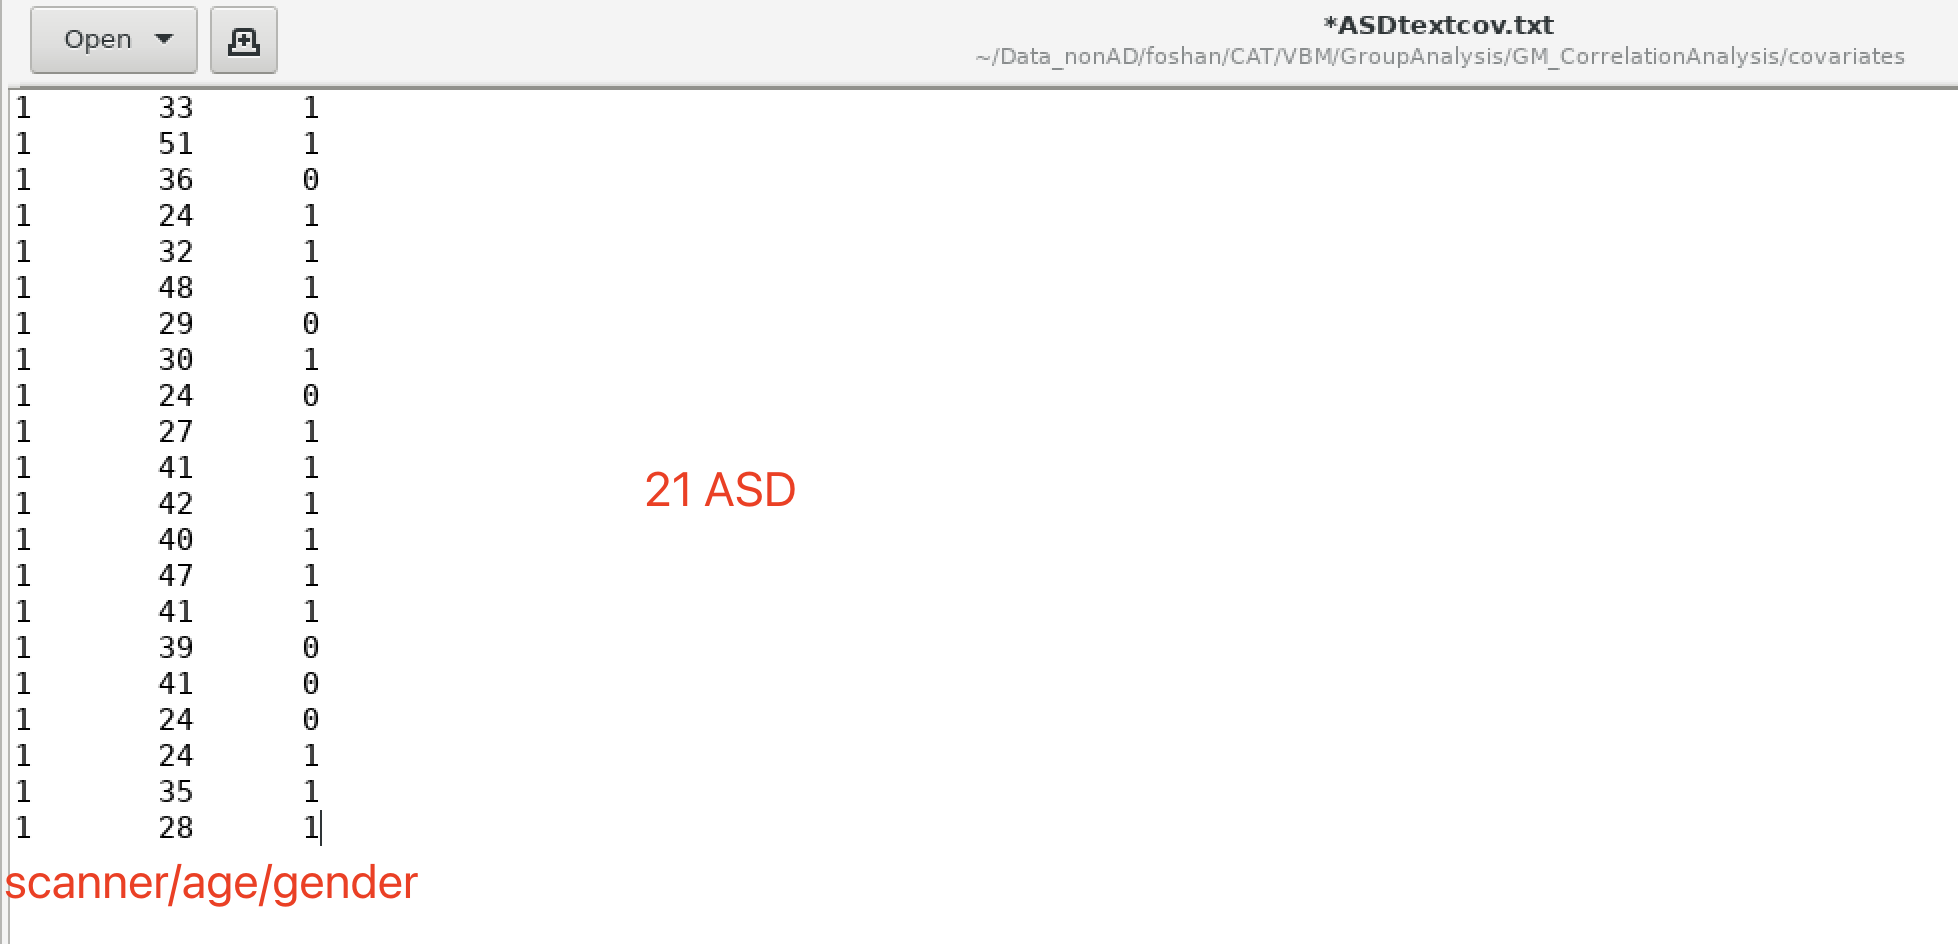 Open
*ASDtextcov.txt
~/Data_nonAD/foshan/CAT/VBM/GroupAnalysis/GM_CorrelationAnalysis/covariates
1 33 1
1 51 1
1 36 0
1 24 1
1 32 1
1 48 1
1 29 0
1 30 1
1 24 0
1 27 1
1 41 1
21 ASD
1 42 1
1 40 1
1 47 1
1 41 1
1 39 0
1 41 0
1 24 0
1 24 1
1 35 1
1 28 1
scanner/age/gender